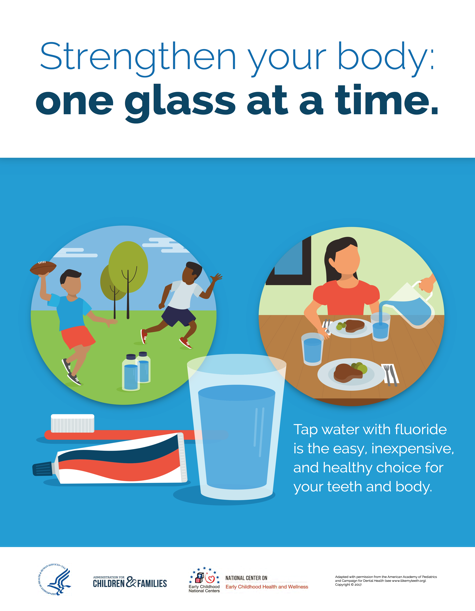 Strengthen your body:
one glass at a time.
Tap water with fluoride
is the easy, inexpensive,
and healthy choice for
your teeth and body.
ADMINISTRATION FOR
CHILDREN & FAMILIES
Early Childhood
National Centers
NATIONAL CENTER ON
Early Childhood Health and Wellness
Adapted with permission from the American Academy of Pediatrics
and Campaign for Dental Health (see www.ilikemyteeth.org)
Copyright © 2017